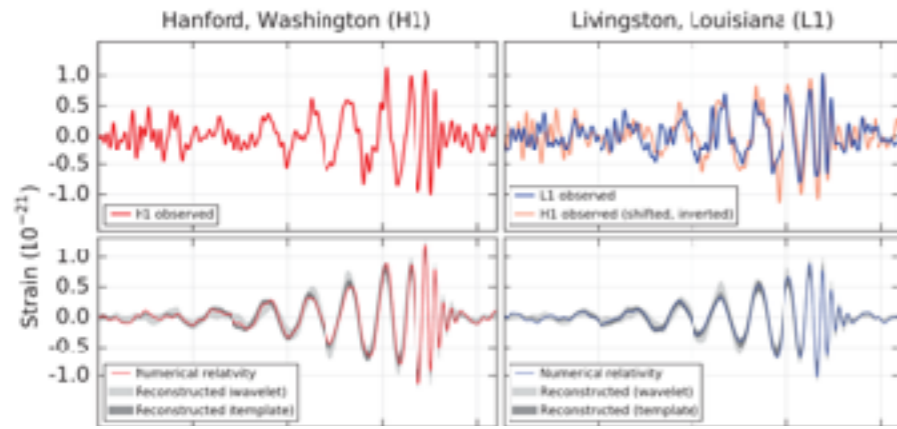 Hanford, Washington (H1)
Livingston, Louisiana (L1)
Strain (10⁻²¹)
1.0
0.5
0.0
-0.5
-1.0
H1 observed
L1 observed
H1 observed (shifted, inverted)
1.0
0.5
0.0
-0.5
-1.0
Numerical relativity
Reconstructed (wavelet)
Reconstructed (template)
Numerical relativity
Reconstructed (wavelet)
Reconstructed (template)